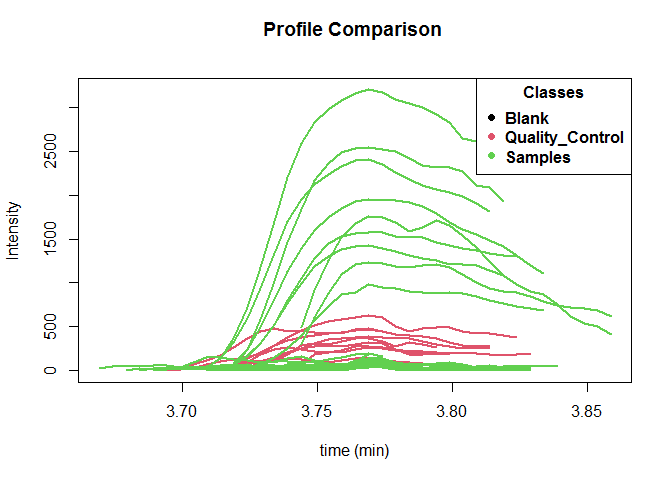 Profile Comparison
Classes
Blank
Quality_Control
Samples
Intensity
2500
1500
500
0
3.70
3.75
3.80
3.85
time (min)